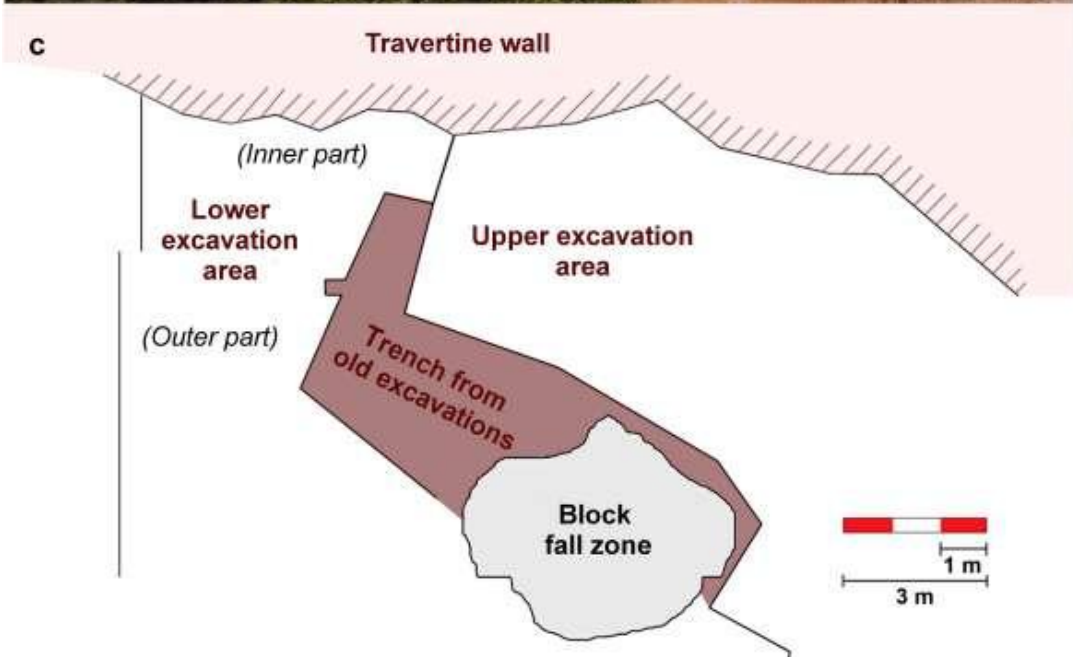 c
Travertine wall
(Inner part)
Lower
excavation
area
Upper excavation
area
(Outer part)
Trench from
old excavations
Block
fall zone
1 m
3 m